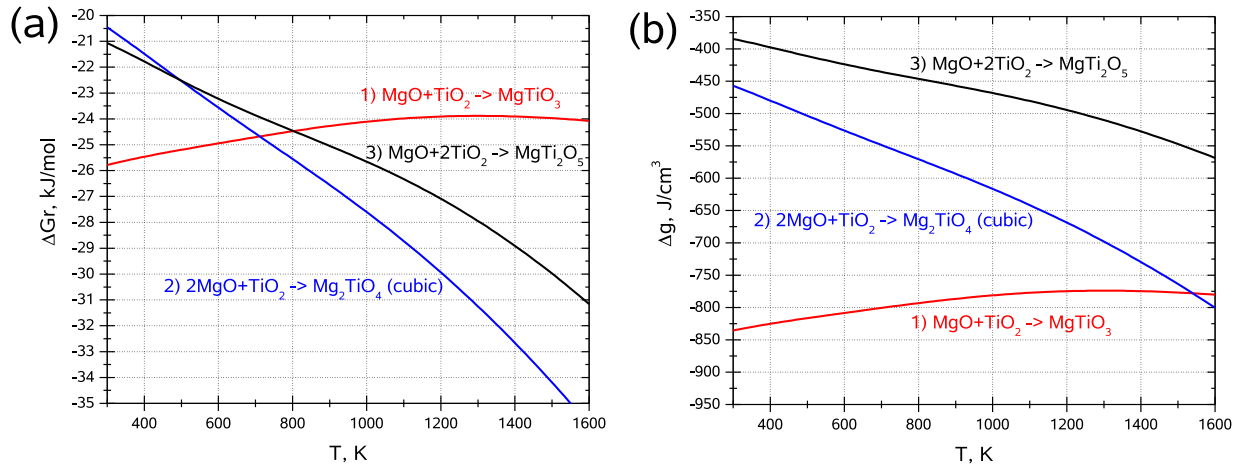 (a)
-20
-21
-22
-23
-24
-25
-26
-27
-28
-29
-30
-31
-32
-33
-34
-35
ΔGr, kJ/mol
1) MgO+TiO₂ -> MgTiO₃
3) MgO+2TiO₂ -> MgTi₂O₅
2) 2MgO+TiO₂ -> Mg₂TiO₄ (cubic)
400 600 800 1000 1200 1400 1600
T, K
(b)
-350
-400
-450
-500
-550
-600
-650
-700
-750
-800
-850
-900
-950
Δg, J/cm³
3) MgO+2TiO₂ -> MgTi₂O₅
2) 2MgO+TiO₂ -> Mg₂TiO₄ (cubic)
1) MgO+TiO₂ -> MgTiO₃
400 600 800 1000 1200 1400 1600
T, K